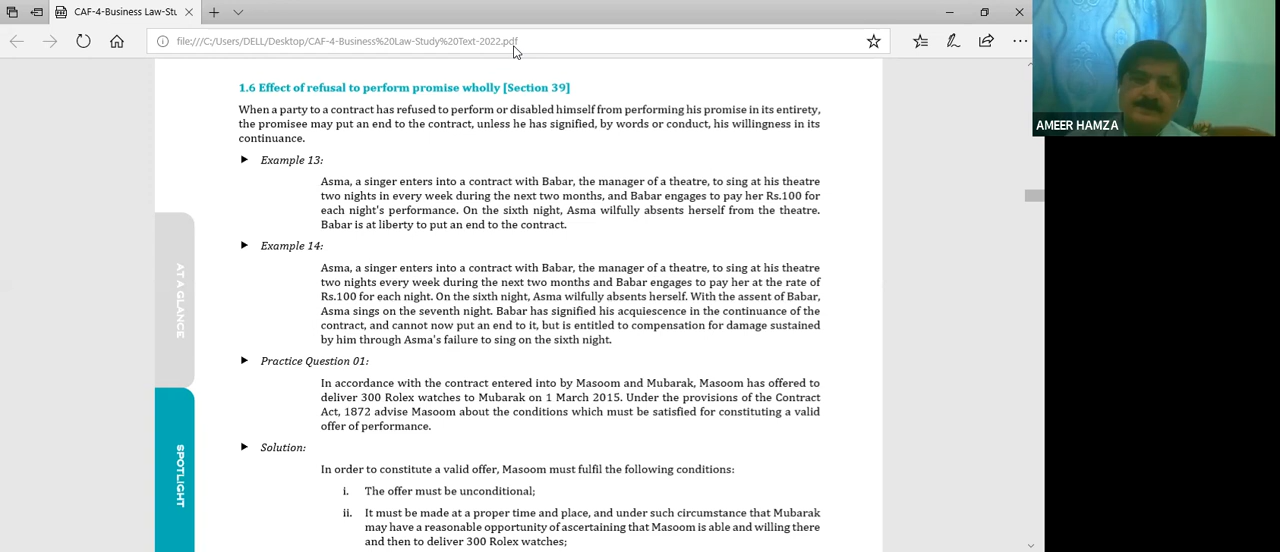 CAF-4-Business Law-Stu
file:///C:/Users/DELL/Desktop/CAF-4-Business%20Law-Study%20Text-2022.pdf
AMEER HAMZA
1.6 Effect of refusal to perform promise wholly [Section 39]
When a party to a contract has refused to perform or disabled himself from performing his promise in its entirety,
the promisee may put an end to the contract, unless he has signified, by words or conduct, his willingness in its
continuance.
Example 13:
Asma, a singer enters into a contract with Babar, the manager of a theatre, to sing at his theatre
two nights in every week during the next two months, and Babar engages to pay her Rs.100 for
each night's performance. On the sixth night, Asma wilfully absents herself from the theatre.
Babar is at liberty to put an end to the contract.
Example 14:
Asma, a singer enters into a contract with Babar, the manager of a theatre, to sing at his theatre
two nights every week during the next two months and Babar engages to pay her at the rate of
Rs.100 for each night. On the sixth night, Asma wilfully absents herself. With the assent of Babar,
Asma sings on the seventh night. Babar has signified his acquiescence in the continuance of the
contract, and cannot now put an end to it, but is entitled to compensation for damage sustained
by him through Asma's failure to sing on the sixth night.
Practice Question 01:
In accordance with the contract entered into by Masoom and Mubarak, Masoom has offered to
deliver 300 Rolex watches to Mubarak on 1 March 2015. Under the provisions of the Contract
Act, 1872 advise Masoom about the conditions which must be satisfied for constituting a valid
offer of performance.
Solution:
In order to constitute a valid offer, Masoom must fulfil the following conditions:
i. The offer must be unconditional;
ii. It must be made at a proper time and place, and under such circumstance that Mubarak
may have a reasonable opportunity of ascertaining that Masoom is able and willing there
and then to deliver 300 Rolex watches;
AT A GLANCE
SPOTLIGHT